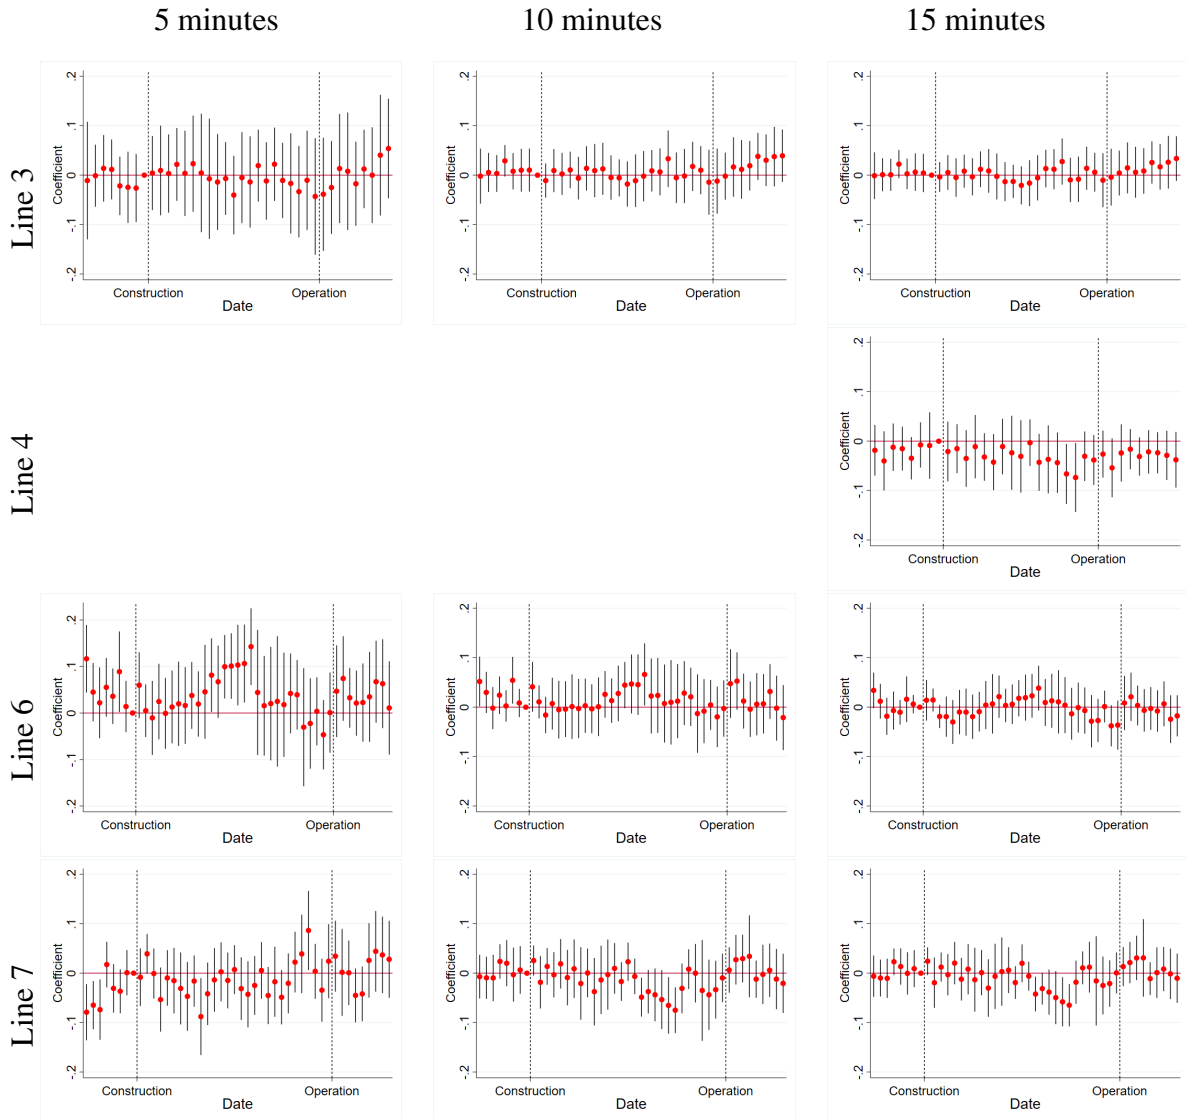 5 minutes 10 minutes 15 minutes
Line 3
Coefficient
.2
.1
0
-.1
-.2
Construction Operation
Date
Coefficient
.2
.1
0
-.1
-.2
Construction Operation
Date
Coefficient
.2
.1
0
-.1
-.2
Construction Operation
Date
Line 4
Coefficient
.2
.1
0
-.1
-.2
Construction Operation
Date
Line 6
Coefficient
.2
.1
0
-.1
-.2
Construction Operation
Date
Coefficient
.2
.1
0
-.1
-.2
Construction Operation
Date
Coefficient
.2
.1
0
-.1
-.2
Construction Operation
Date
Line 7
Coefficient
.2
.1
0
-.1
-.2
Construction Operation
Date
Coefficient
.2
.1
0
-.1
-.2
Construction Operation
Date
Coefficient
.2
.1
0
-.1
-.2
Construction Operation
Date